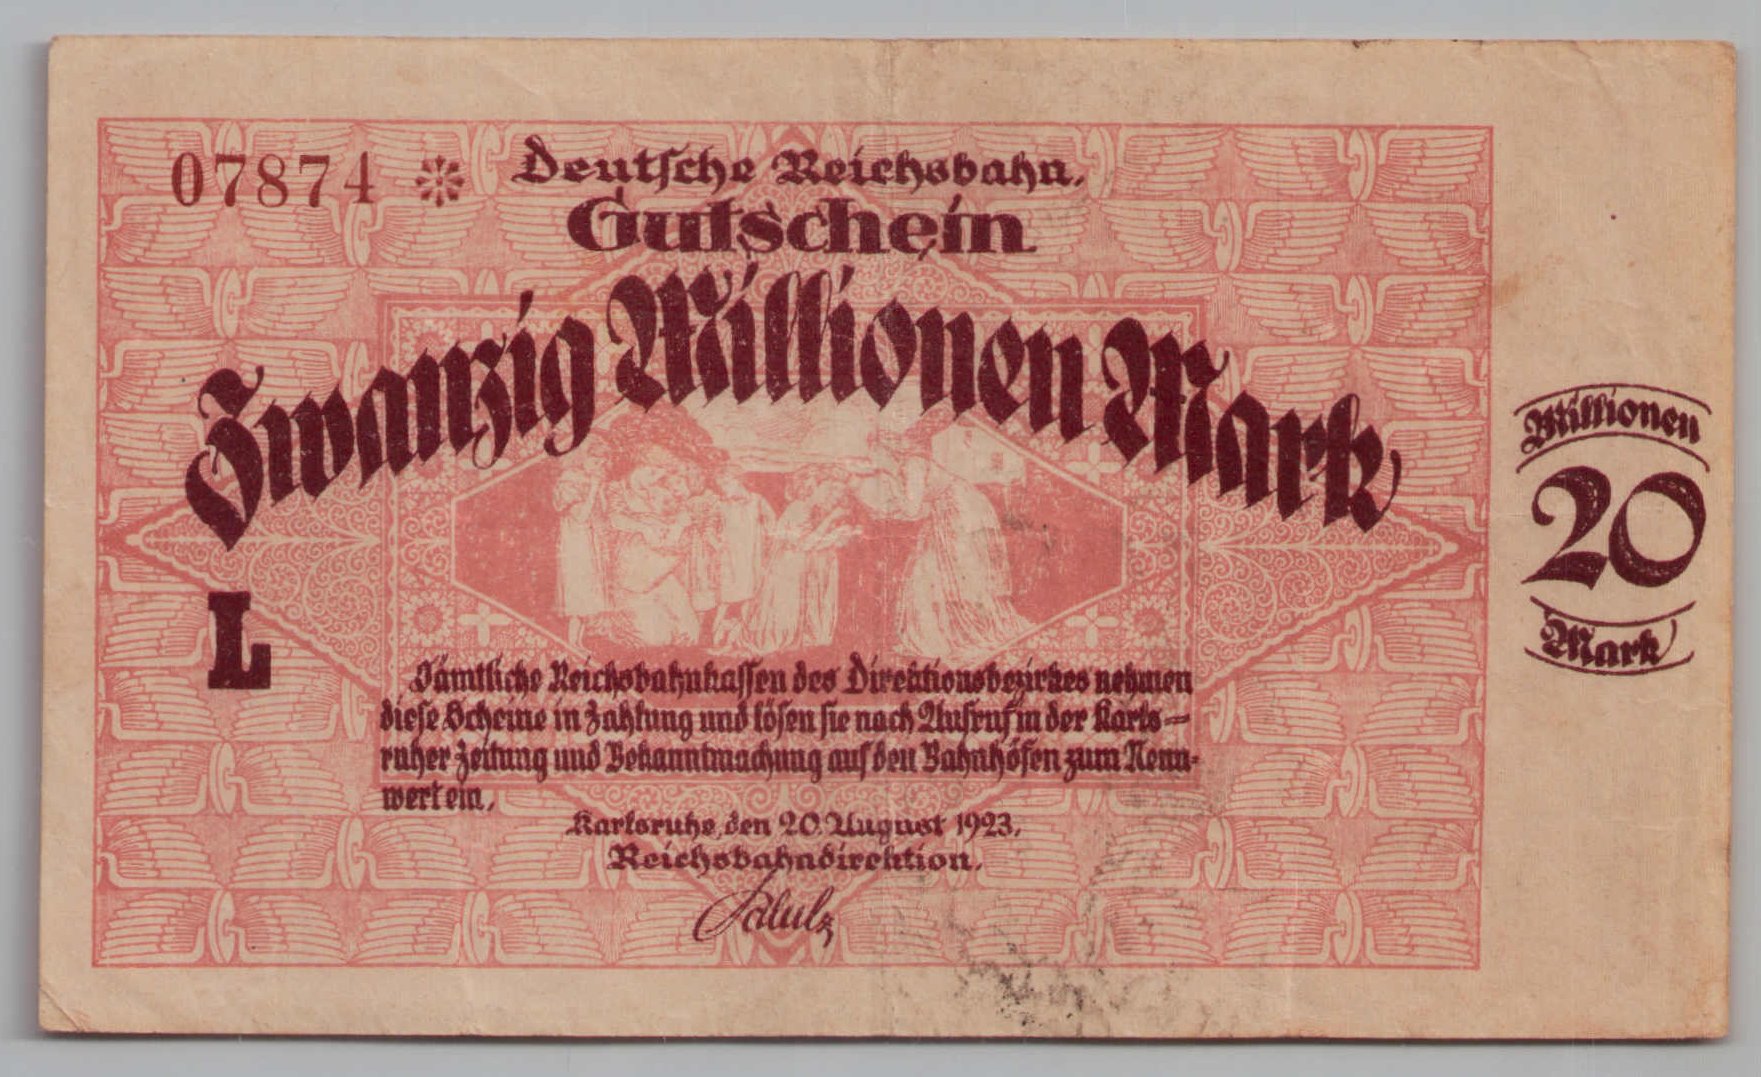 07874 * Deutsche Reichsbahn.
Gutschein
Zwanzig Millionen Mark
Millionen
20
Mark
L
Sämtliche Reichsbahnkassen des Direktionsbezirkes nehmen
diese Scheine in Zahlung und lösen sie nach Aufruf in der Karls-
ruher Zeitung und Bekanntmachung auf den Bahnhöfen zum Nenn-
wert ein.
Karlsruhe, den 20. August 1923.
Reichsbahndirektion.